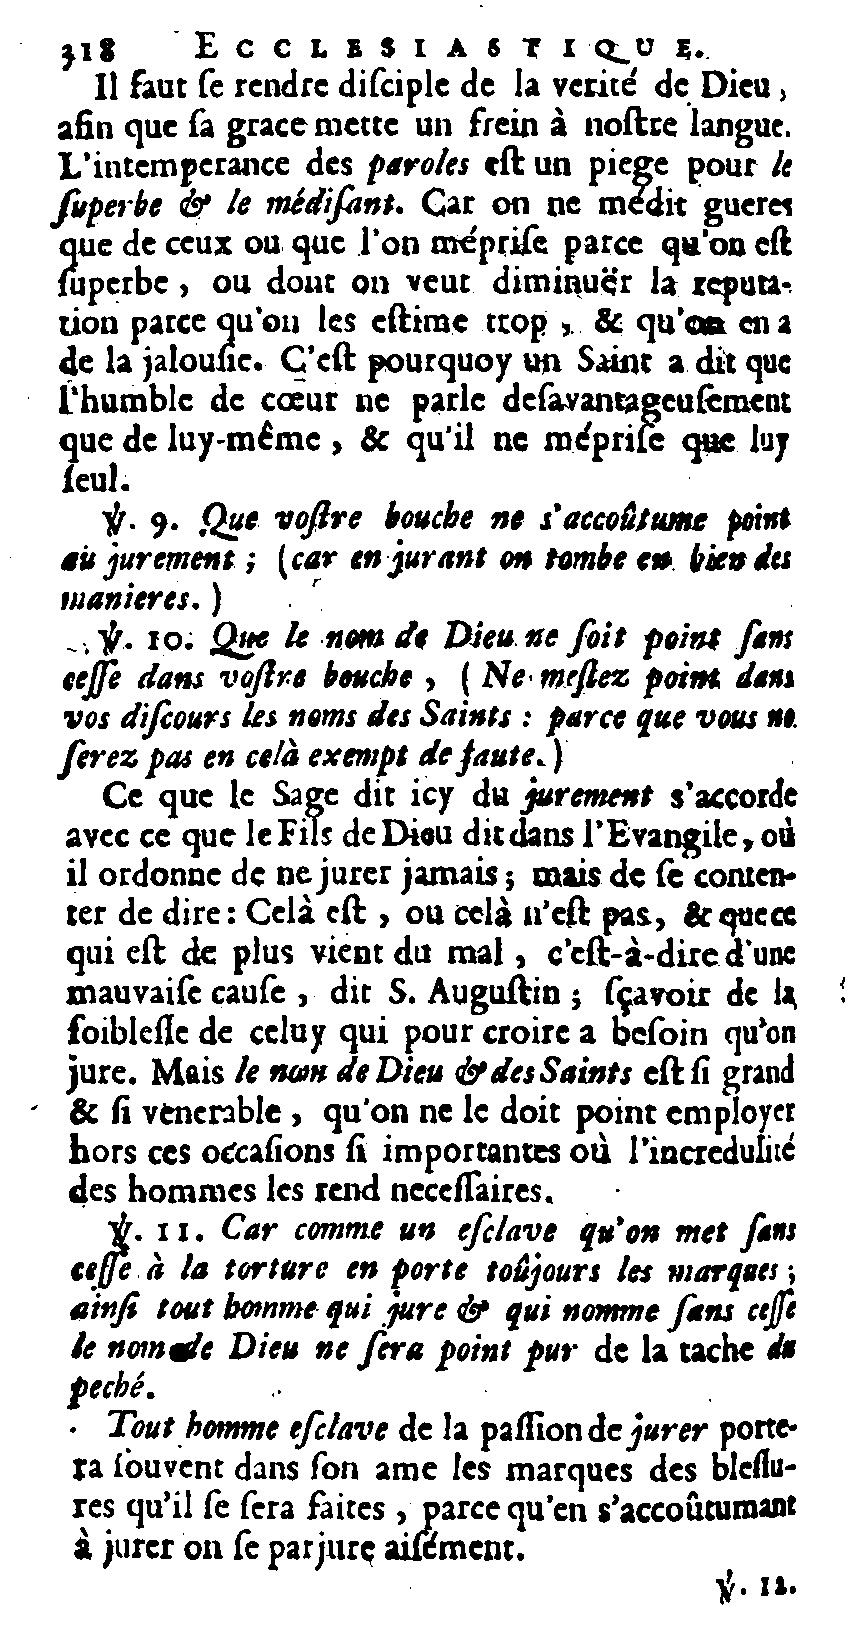 318 ECCLESIASTIQUE.
Il faut ſe rendre diſciple de la verité de Dieu,
afin que ſa grace mette un frein à noſtre langue.
L'intemperance des paroles eſt un piege pour le
ſuperbe & le médiſant. Car on ne médit gueres
que de ceux ou que l'on mépriſe parce qu'on eſt
ſuperbe, ou dont on veut diminuër la reputa-
tion parce qu'on les eſtime trop, & qu'on en a
de la jalouſie. C'eſt pourquoy un Saint a dit que
l'humble de cœur ne parle deſavantageuſement
que de luy-même, & qu'il ne mépriſe que luy
ſeul.
℣. 9. Que voſtre bouche ne s'accoûtume point
au jurement; (car en jurant on tombe en bien des
manieres.)
℣. 10. Que le nom de Dieu ne ſoit point ſans
ceſſe dans voſtre bouche, (Ne meſlez point dans
vos diſcours les noms des Saints: parce que vous ne
ſerez pas en celà exempt de faute.)
Ce que le Sage dit icy du jurement s'accorde
avec ce que le Fils de Dieu dit dans l'Evangile, où
il ordonne de ne jurer jamais; mais de ſe conten-
ter de dire: Celà eſt, ou celà n'eſt pas, & que ce
qui eſt de plus vient du mal, c'eſt-à-dire d'une
mauvaiſe cauſe, dit S. Auguſtin; ſçavoir de la
foibleſſe de celuy qui pour croire a beſoin qu'on
jure. Mais le nom de Dieu & des Saints eſt ſi grand
& ſi venerable, qu'on ne le doit point employer
hors ces occaſions ſi importantes où l'incredulité
des hommes les rend neceſſaires.
℣. 11. Car comme un eſclave qu'on met ſans
ceſſe à la torture en porte toûjours les marques;
ainſi tout homme qui jure & qui nomme ſans ceſſe
le nom de Dieu ne ſera point pur de la tache du
peché.
Tout homme eſclave de la paſſion de jurer porte-
ra ſouvent dans ſon ame les marques des bleſſu-
res qu'il ſe ſera faites, parce qu'en s'accoûtumant
à jurer on ſe parjure aiſément.
℣. 12.